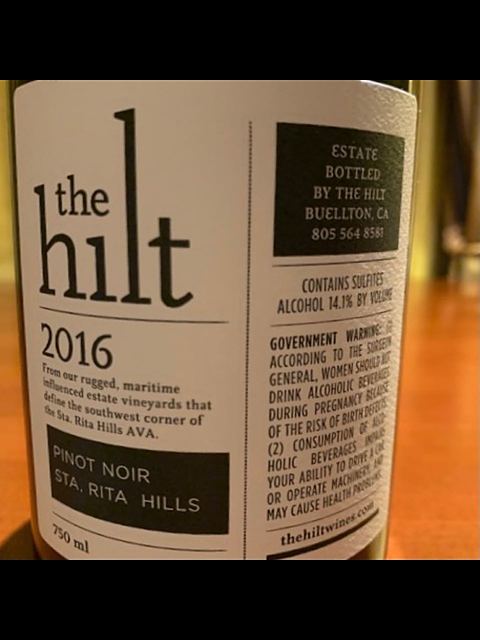 the
hilt
2016
From our rugged, maritime
influenced estate vineyards that
define the southwest corner of
the Sta. Rita Hills AVA.
PINOT NOIR
STA. RITA HILLS
750 ml
ESTATE
BOTTLED
BY THE HILT
BUELLTON, CA
805 564 8581
CONTAINS SULFITES
ALCOHOL 14.1% BY VOLUME
GOVERNMENT WARNING:
ACCORDING TO THE SURGEON
GENERAL, WOMEN SHOULD NOT
DRINK ALCOHOLIC BEVERAGES
DURING PREGNANCY BECAUSE
OF THE RISK OF BIRTH DEFECTS.
(2) CONSUMPTION OF ALCO-
HOLIC BEVERAGES IMPAIRS
YOUR ABILITY TO DRIVE A CAR
OR OPERATE MACHINERY, AND
MAY CAUSE HEALTH PROBLEMS.
thehiltwines.com